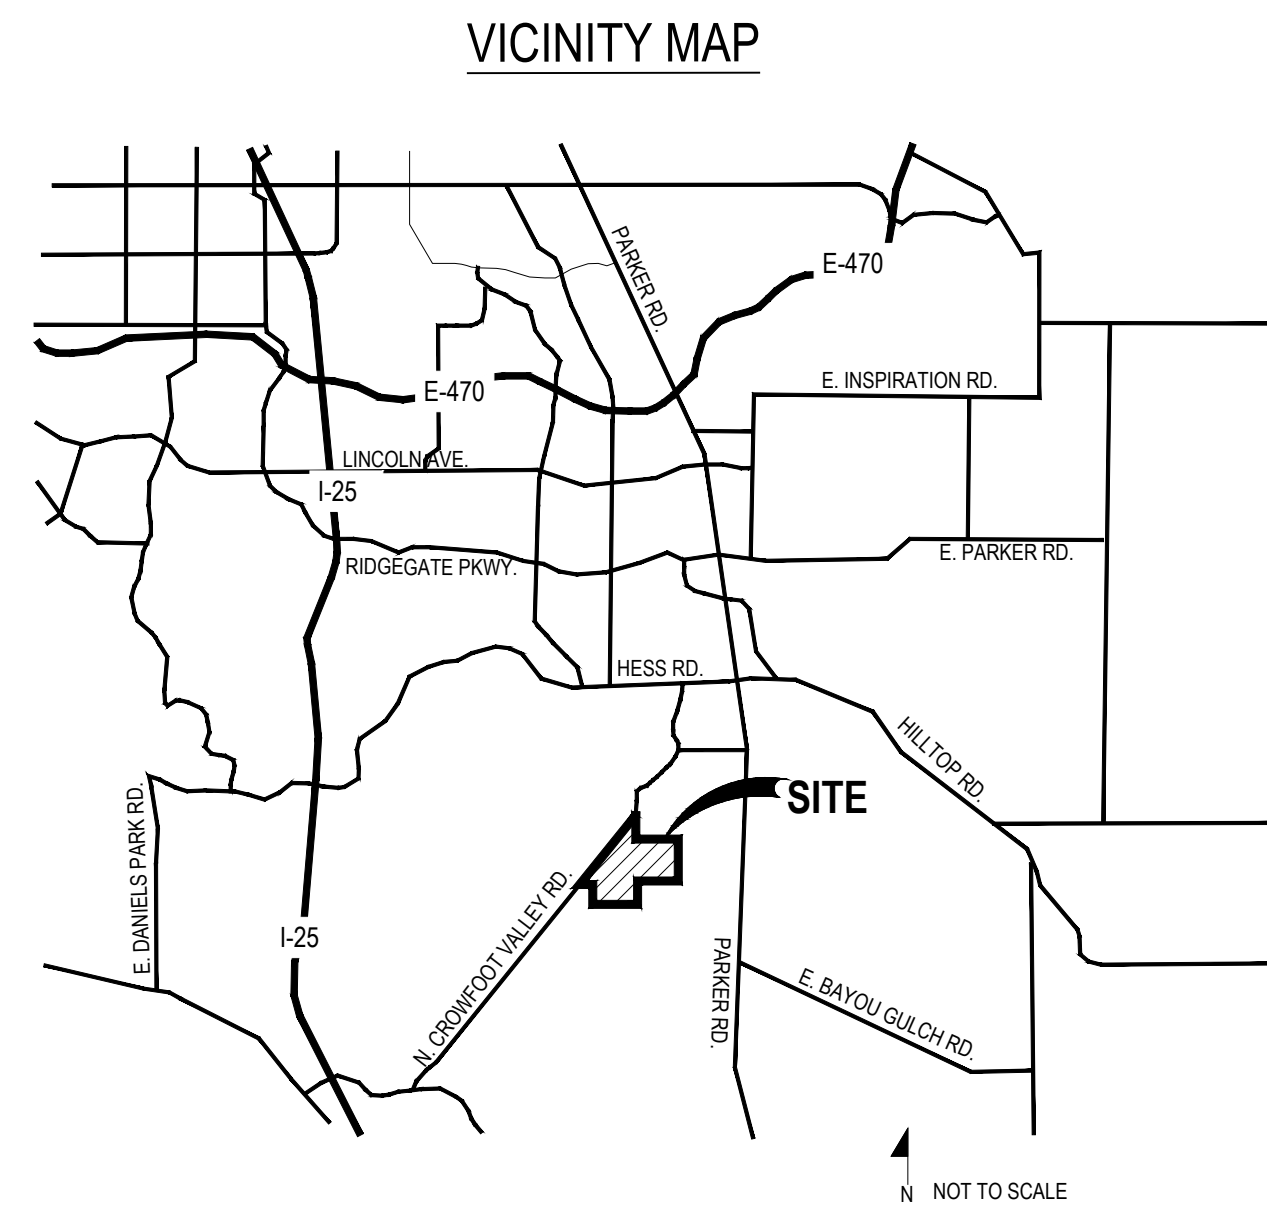 VICINITY MAP
PARKER RD.
E-470
E. INSPIRATION RD.
E-470
LINCOLN AVE.
I-25
E. PARKER RD.
RIDGEGATE PKWY.
HESS RD.
HILLTOP RD.
SITE
E. DANIELS PARK RD.
N. CROWFOOT VALLEY RD.
I-25
PARKER RD.
E. BAYOU GULCH RD.
N
NOT TO SCALE